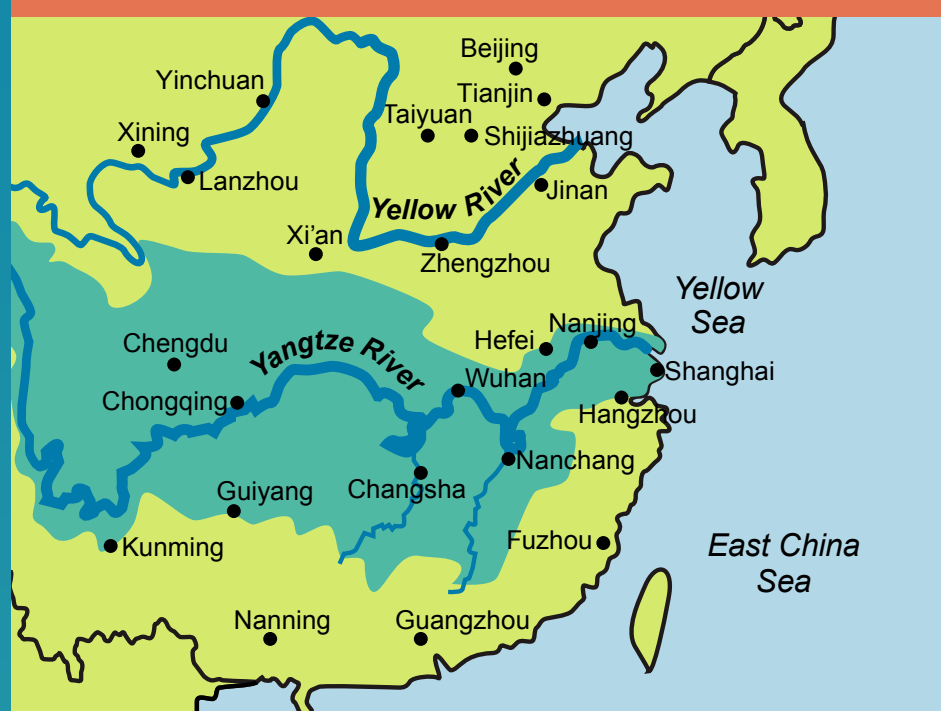 Beijing
Yinchuan
Tianjin
Taiyuan
Xining
Shijiazhuang
Lanzhou
Jinan
Yellow River
Xi'an
Zhengzhou
Yellow
Sea
Nanjing
Hefei
Chengdu
Yangtze River
Shanghai
Wuhan
Chongqing
Hangzhou
Nanchang
Changsha
Guiyang
Fuzhou
Kunming
East China
Sea
Nanning
Guangzhou